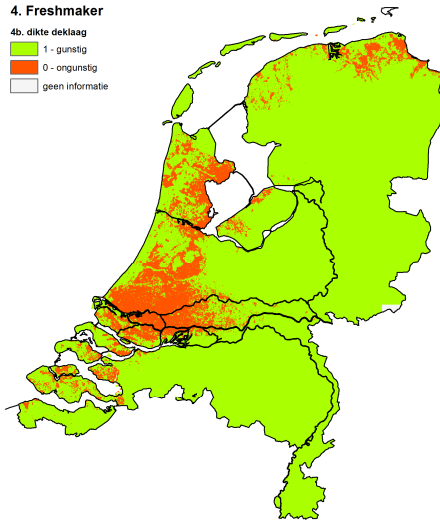 4. Freshmaker
4b. dikte deklaag
1 - gunstig
0 - ongunstig
geen informatie